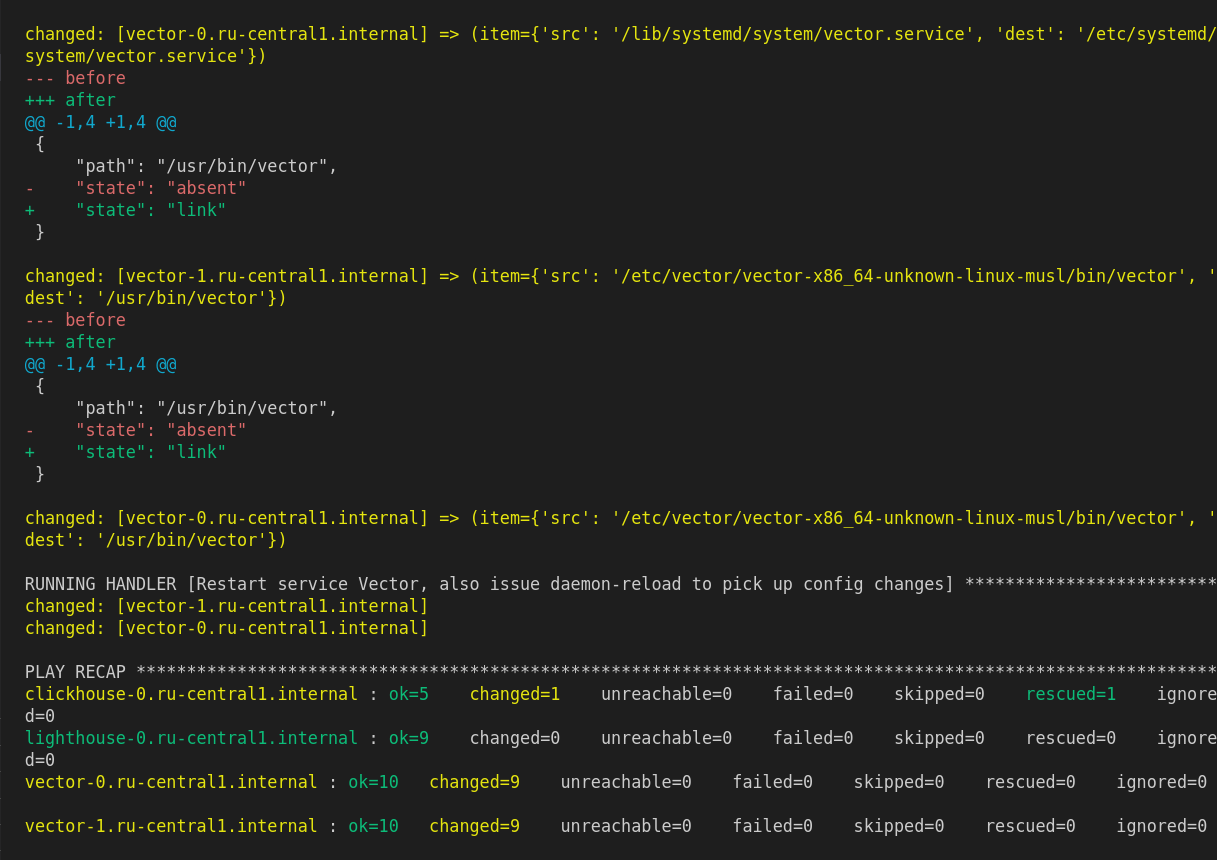 changed: [vector-0.ru-central1.internal] => (item={'src': '/lib/systemd/system/vector.service', 'dest': '/etc/systemd/
system/vector.service'})
--- before
+++ after
@@ -1,4 +1,4 @@
 {
     "path": "/usr/bin/vector",
-    "state": "absent"
+    "state": "link"
 }

changed: [vector-1.ru-central1.internal] => (item={'src': '/etc/vector/vector-x86_64-unknown-linux-musl/bin/vector', '
dest': '/usr/bin/vector'})
--- before
+++ after
@@ -1,4 +1,4 @@
 {
     "path": "/usr/bin/vector",
-    "state": "absent"
+    "state": "link"
 }

changed: [vector-0.ru-central1.internal] => (item={'src': '/etc/vector/vector-x86_64-unknown-linux-musl/bin/vector', '
dest': '/usr/bin/vector'})

RUNNING HANDLER [Restart service Vector, also issue daemon-reload to pick up config changes] *************************
changed: [vector-1.ru-central1.internal]
changed: [vector-0.ru-central1.internal]

PLAY RECAP ***********************************************************************************************************
clickhouse-0.ru-central1.internal : ok=5    changed=1    unreachable=0    failed=0    skipped=0    rescued=1    ignore
d=0
lighthouse-0.ru-central1.internal : ok=9    changed=0    unreachable=0    failed=0    skipped=0    rescued=0    ignore
d=0
vector-0.ru-central1.internal : ok=10   changed=9    unreachable=0    failed=0    skipped=0    rescued=0    ignored=0

vector-1.ru-central1.internal : ok=10   changed=9    unreachable=0    failed=0    skipped=0    rescued=0    ignored=0